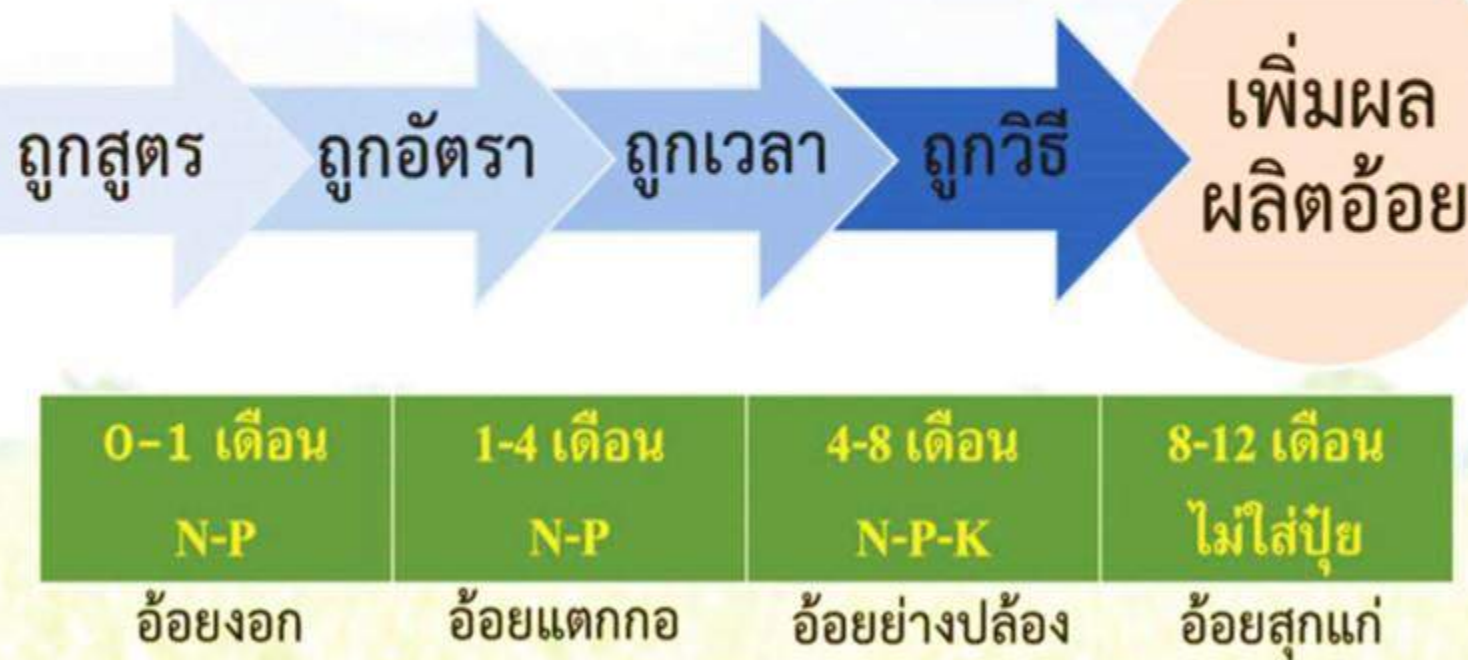 ถูกสูตร
ถูกอัตรา
ถูกเวลา
ถูกวิธี
เพิ่มผล
ผลิตอ้อย
0-1 เดือน
N-P
1-4 เดือน
N-P
4-8 เดือน
N-P-K
8-12 เดือน
ไม่ใส่ปุ๋ย
อ้อยงอก
อ้อยแตกกอ
อ้อยย่างปล้อง
อ้อยสุกแก่